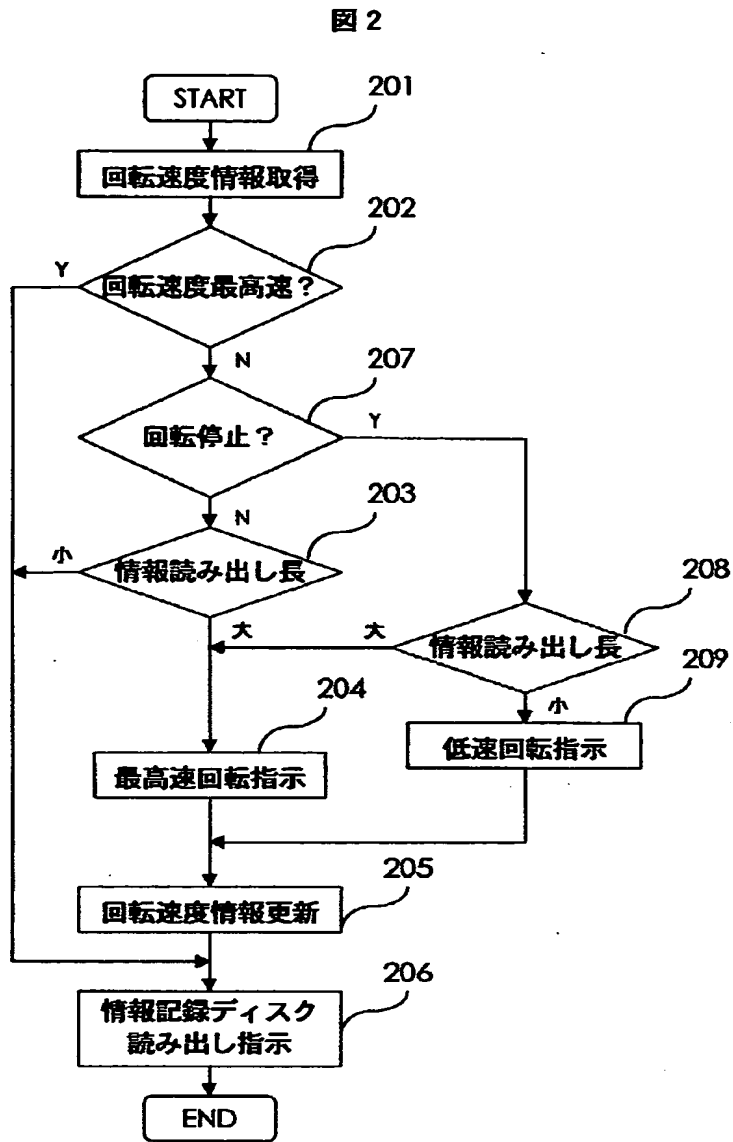 図 2
START
201
回転速度情報取得
202
Y
回転速度最高速？
N
207
回転停止？
Y
N
203
小
情報読み出し長
208
大
大
情報読み出し長
204
小
209
最高速回転指示
低速回転指示
205
回転速度情報更新
206
情報記録ディスク
読み出し指示
END